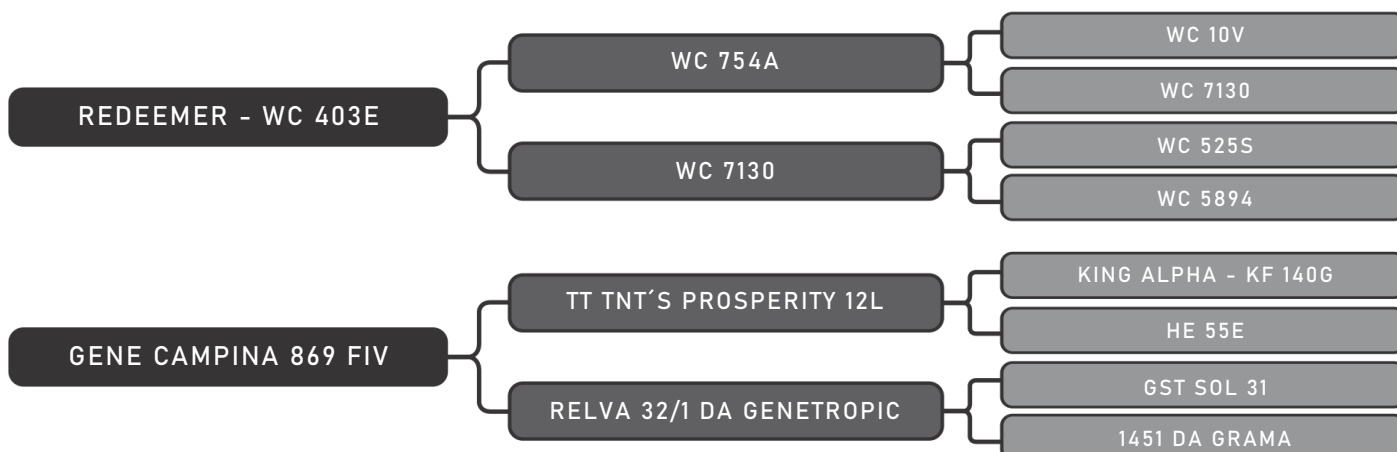 REDEEMER - WC 403E
WC 754A
WC 10V
WC 7130
WC 7130
WC 525S
WC 5894
GENE CAMPINA 869 FIV
TT TNT´S PROSPERITY 12L
KING ALPHA - KF 140G
HE 55E
RELVA 32/1 DA GENETROPIC
GST SOL 31
1451 DA GRAMA